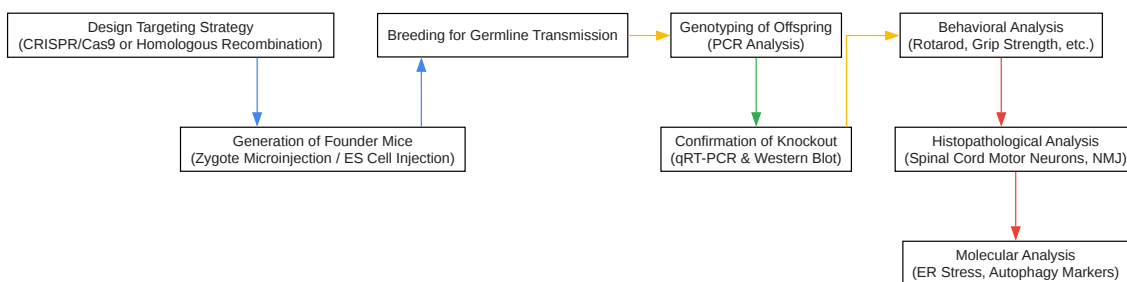 Design Targeting Strategy
(CRISPR/Cas9 or Homologous Recombination)
Generation of Founder Mice
(Zygote Microinjection / ES Cell Injection)
Breeding for Germline Transmission
Genotyping of Offspring
(PCR Analysis)
Confirmation of Knockout
(qRT-PCR & Western Blot)
Behavioral Analysis
(Rotarod, Grip Strength, etc.)
Histopathological Analysis
(Spinal Cord Motor Neurons, NMJ)
Molecular Analysis
(ER Stress, Autophagy Markers)